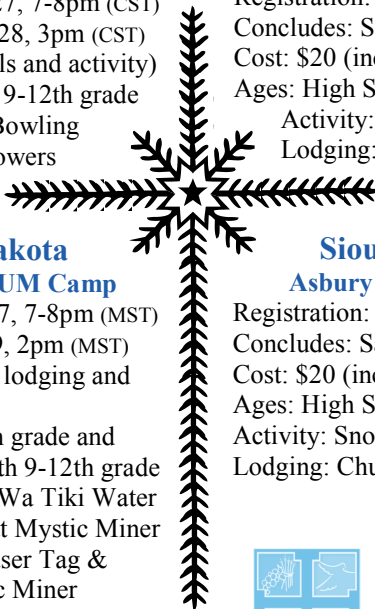 27, 7-8pm (CST)
28, 3pm (CST)
ls and activity)
9-12th grade
Bowling
owers
Registration:
Concludes: S
Cost: $20 (inc
Ages: High S
Activity:
Lodging:
akota
UM Camp
7, 7-8pm (MST)
9, 2pm (MST)
lodging and
h grade and
th 9-12th grade
Wa Tiki Water
t Mystic Miner
ser Tag &
c Miner
Siou
Asbury
Registration:
Concludes: S
Cost: $20 (inc
Ages: High S
Activity: Sno
Lodging: Chu